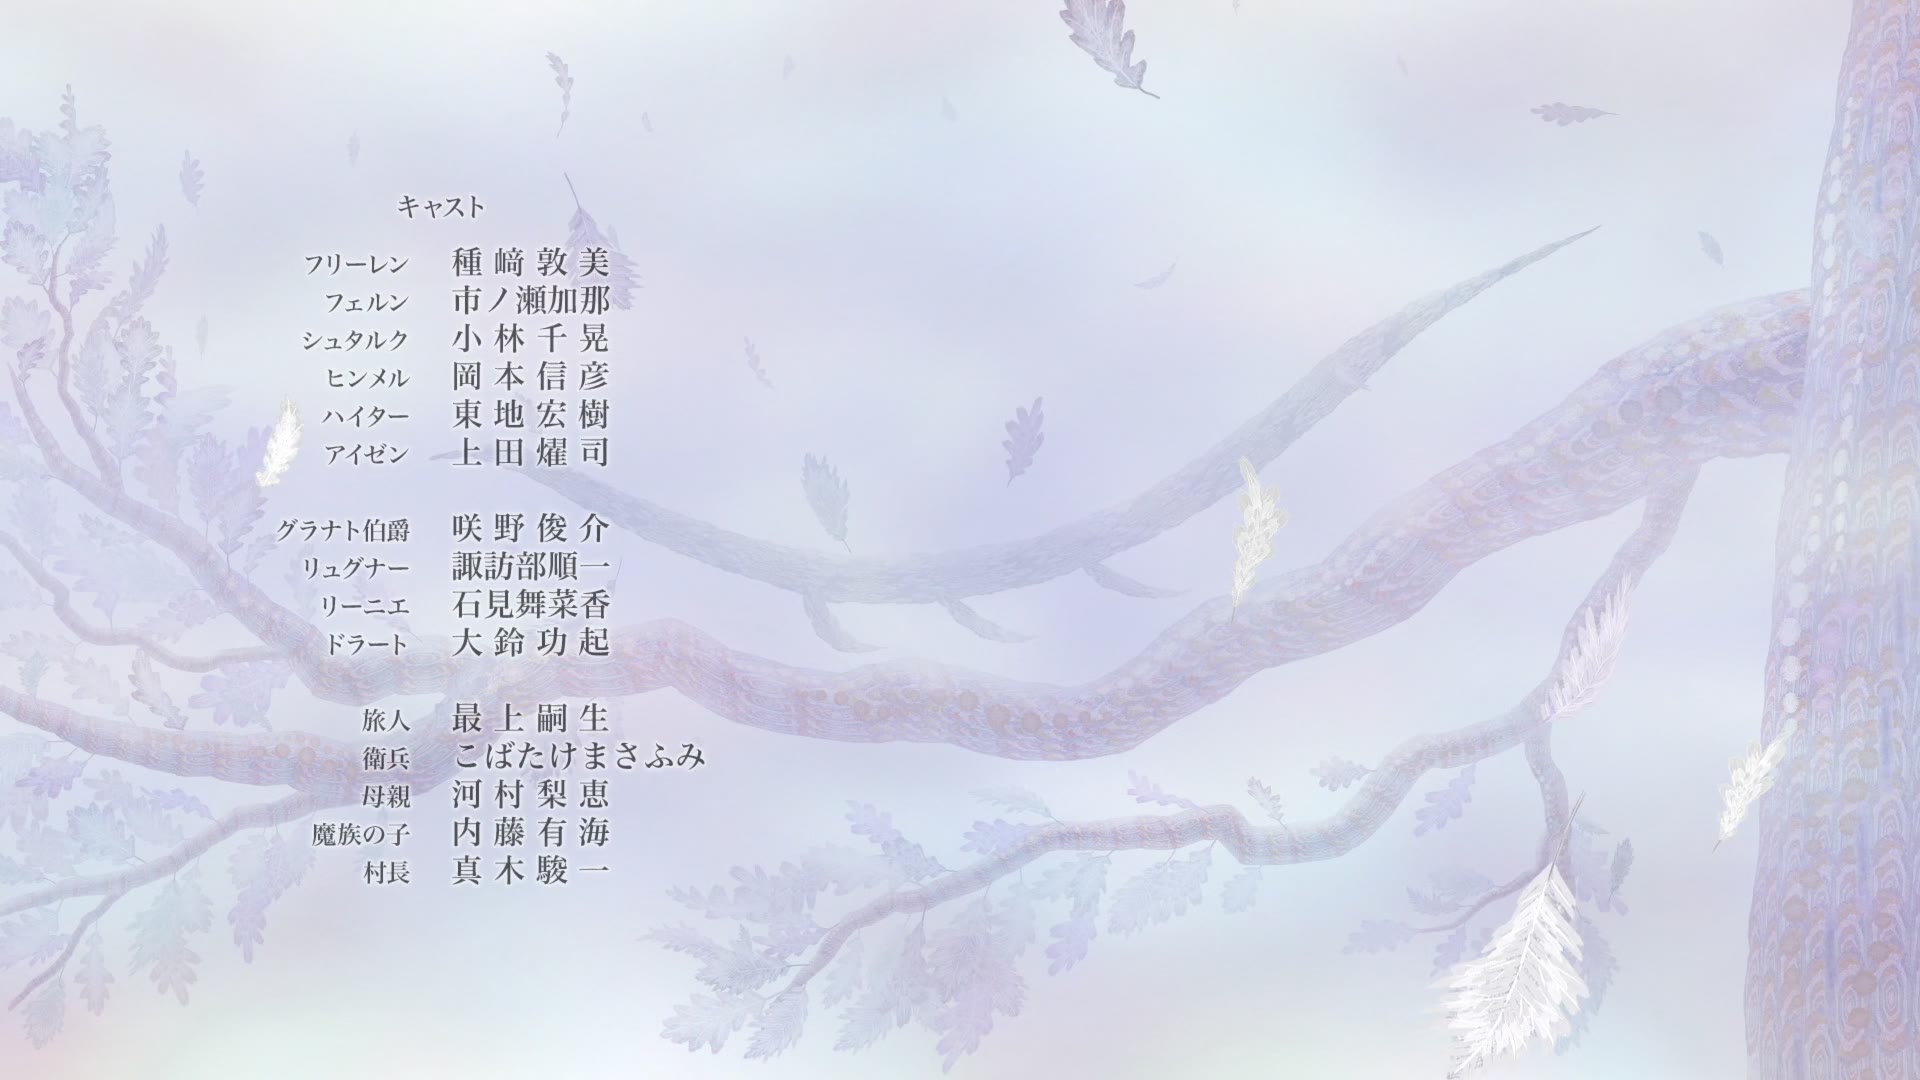 キャスト
フリーレン 種﨑敦美
フェルン 市ノ瀬加那
シュタルク 小林千晃
ヒンメル 岡本信彦
ハイター 東地宏樹
アイゼン 上田燿司
グラナト伯爵 咲野俊介
リュグナー 諏訪部順一
リーニエ 石見舞菜香
ドラート 大鈴功起
旅人 最上嗣生
衛兵 こばたけまさふみ
母親 河村梨恵
魔族の子 内藤有海
村長 真木駿一